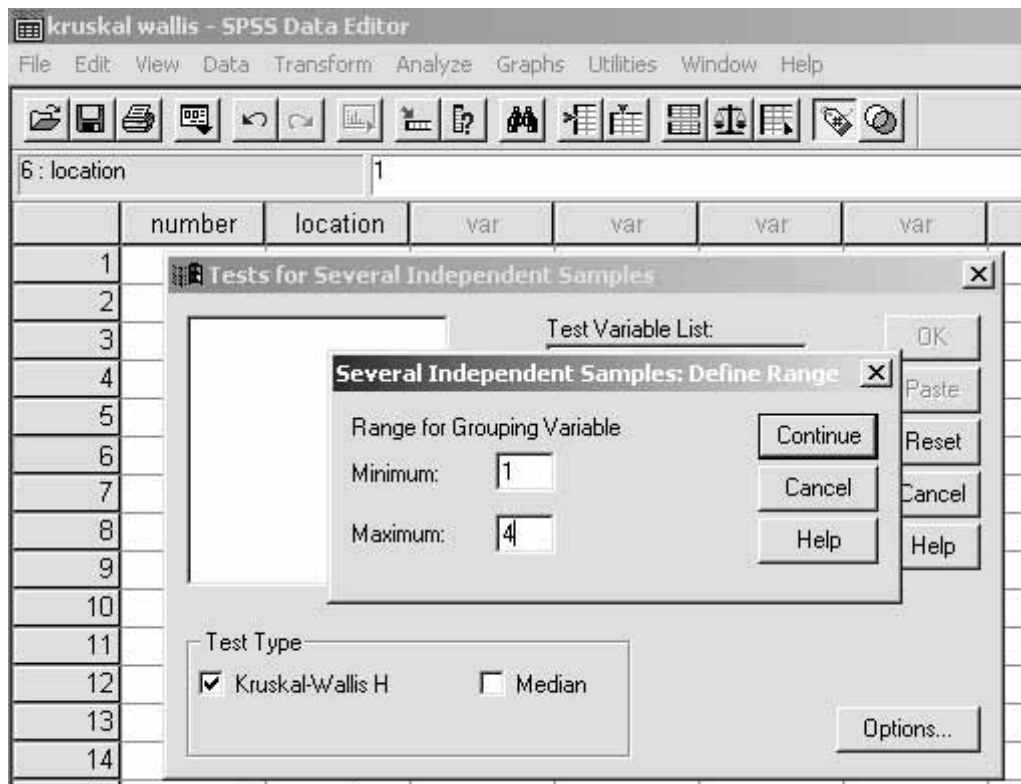 kruskal wallis - SPSS Data Editor
File Edit View Data Transform Analyze Graphs Utilities Window Help
6 : location 1
number location var var var var
1
2
3
4
5
6
7
8
9
10
11
12
13
14
Tests for Several Independent Samples
Test Variable List:
OK
Paste
Reset
Cancel
Help
Several Independent Samples: Define Range
Range for Grouping Variable
Minimum: 1
Maximum: 4
Continue
Cancel
Help
Test Type
Kruskal-Wallis H Median
Options...